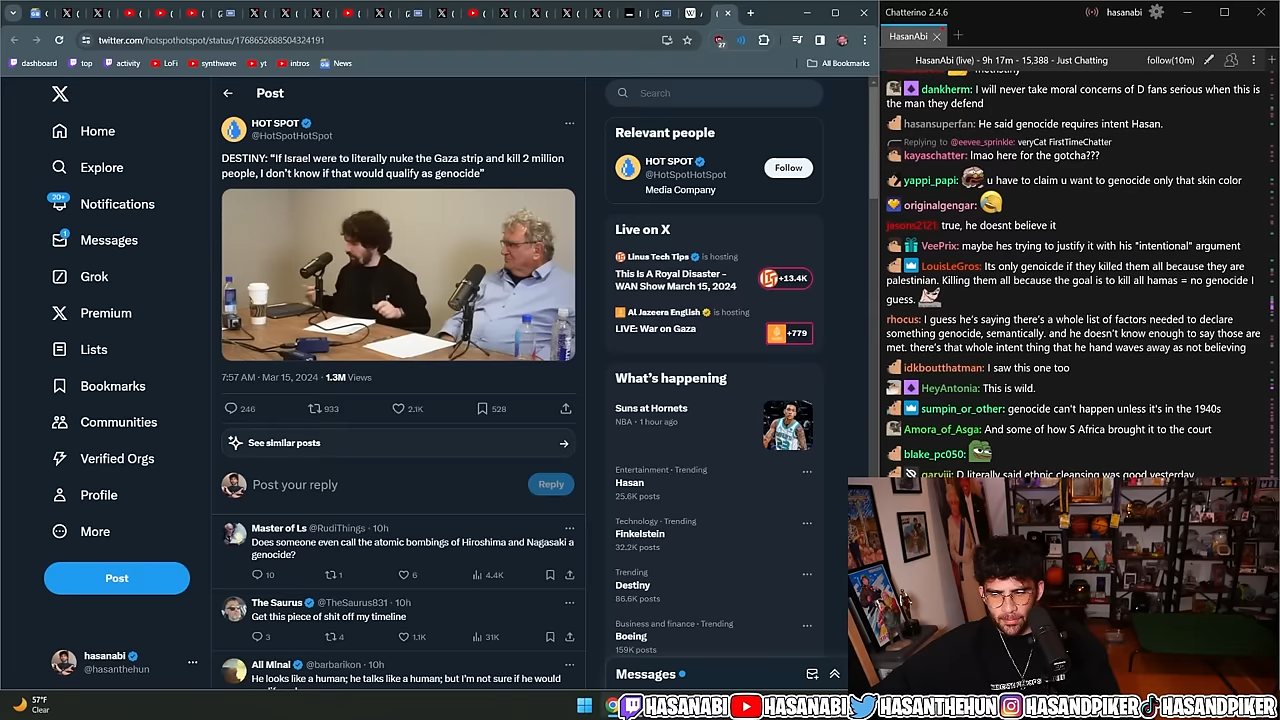 twitter.com/hotspothotspot/status/1768652688504324191
27
dashboard
top
activity
LoFi
synthwave
yt
intros
News
All Bookmarks
Home
Explore
20+
Notifications
1
Messages
Grok
Premium
Lists
Bookmarks
Communities
Verified Orgs
Profile
More
Post
hasanabi
@hasanthehun
Post
HOT SPOT
@HotSpotHotSpot
DESTINY: “If Israel were to literally nuke the Gaza strip and kill 2 million
people, I don’t know if that would qualify as genocide”
7:57 AM · Mar 15, 2024 · 1.3M Views
246
933
2.1K
528
See similar posts
Post your reply
Reply
Master of Ls @RudiThings · 10h
Does someone even call the atomic bombings of Hiroshima and Nagasaki a
genocide?
10
1
6
4.4K
The Saurus @TheSaurus831 · 10h
Get this piece of shit off my timeline
3
4
1.1K
31K
Ali Minai @barbarikon · 10h
He looks like a human; he talks like a human; but I'm not sure if he would
Search
Relevant people
HOT SPOT
@HotSpotHotSpot
Follow
Media Company
Live on X
Linus Tech Tips is hosting
This Is A Royal Disaster –
WAN Show March 15, 2024
+13.4K
Al Jazeera English is hosting
LIVE: War on Gaza
+779
What’s happening
Suns at Hornets
NBA · 1 hour ago
Entertainment · Trending
Hasan
25.6K posts
Technology · Trending
Finkelstein
32.2K posts
Trending
Destiny
86.6K posts
Business and finance · Trending
Boeing
159K posts
Messages
Chatterino 2.4.6
hasanabi
HasanAbi
HasanAbi (live) - 9h 17m - 15,388 - Just Chatting
follow(10m)
dankherm: I will never take moral concerns of D fans serious when this is
the man they defend
hasansuperfan: He said genocide requires intent Hasan.
Replying to @eevee_sprinkle: veryCat FirstTimeChatter
kayaschatter: lmao here for the gotcha???
yappi_papi: u have to claim u want to genocide only that skin color
originalgengar:
jesons2121: true, he doesnt believe it
VeePrix: maybe hes trying to justify it with his "intentional" argument
LouisLeGros: Its only genoicde if they killed them all because they are
palestinian. Killing them all because the goal is to kill all hamas = no genocide I
guess.
rhocus: I guess he's saying there's a whole list of factors needed to declare
something genocide, semantically. and he doesn't know enough to say those are
met. there's that whole intent thing that he hand waves away as not believing
idkboutthatman: I saw this one too
HeyAntonia: This is wild.
sumpin_or_other: genocide can't happen unless it's in the 1940s
Amora_of_Asga: And some of how S Africa brought it to the court
blake_pc050:
garyiii: D literally said ethnic cleansing was good yesterday
57°F
Clear
HASANABI
HASANABI
HASANTHEHUN
HASANDPIKER
HASANDPIKER